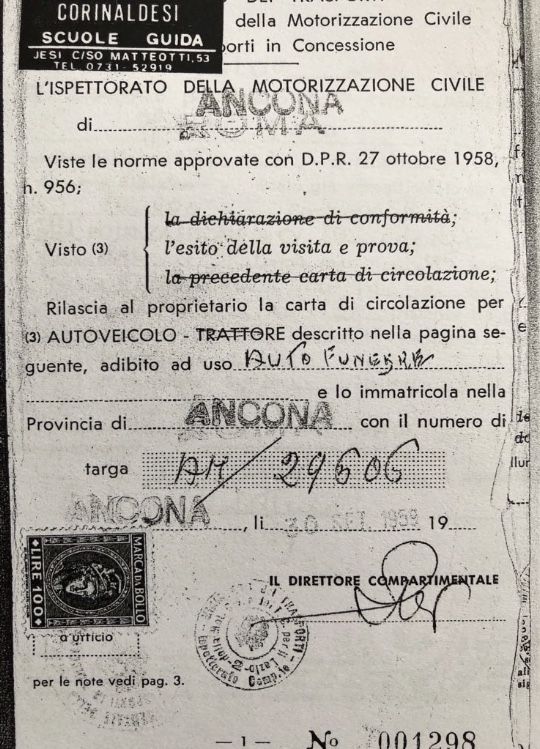 CORINALDESI
SCUOLE GUIDA
JESI C/SO MATTEOTTI, 53
TEL. 0731-52919
della Motorizzazione Civile
porti in Concessione
L'ISPETTORATO DELLA MOTORIZZAZIONE CIVILE
ANCONA
di ROMA
Viste le norme approvate con D.P.R. 27 ottobre 1958,
n. 956;
la dichiarazione di conformità;
Visto (3) l'esito della visita e prova;
la precedente carta di circolazione;
Rilascia al proprietario la carta di circolazione per
(3) AUTOVEICOLO - TRATTORE descritto nella pagina se-
guente, adibito ad uso AUTO FUNEBRE
e lo immatricola nella
Provincia di ANCONA con il numero di
targa AN / 29606
ANCONA, li 30 SET. 1959 19
MARCA DA BOLLO
LIRE 100
IL DIRETTORE COMPARTIMENTALE
a ufficio
per le note vedi pag. 3.
— 1 — No 001298